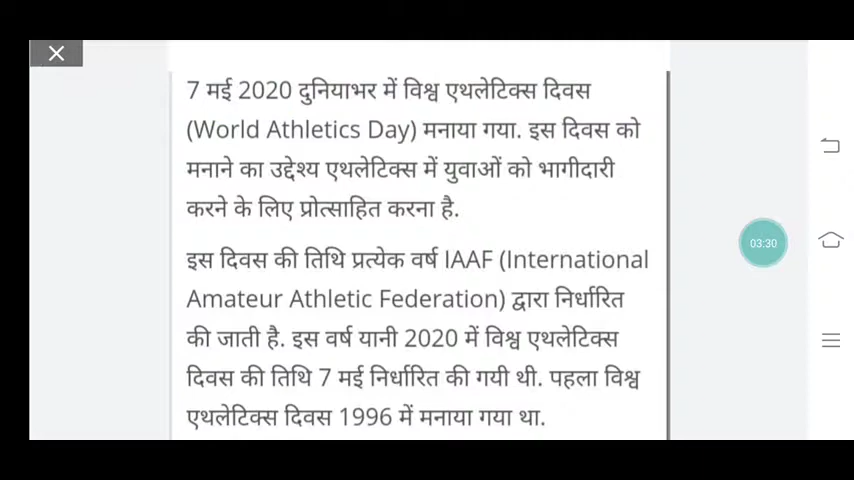 7 मई 2020 दुनियाभर में विश्व एथलेटिक्स दिवस
(World Athletics Day) मनाया गया. इस दिवस को
मनाने का उद्देश्य एथलेटिक्स में युवाओं को भागीदारी
करने के लिए प्रोत्साहित करना है.
इस दिवस की तिथि प्रत्येक वर्ष IAAF (International
Amateur Athletic Federation) द्वारा निर्धारित
की जाती है. इस वर्ष यानी 2020 में विश्व एथलेटिक्स
दिवस की तिथि 7 मई निर्धारित की गयी थी. पहला विश्व
एथलेटिक्स दिवस 1996 में मनाया गया था.
03:30